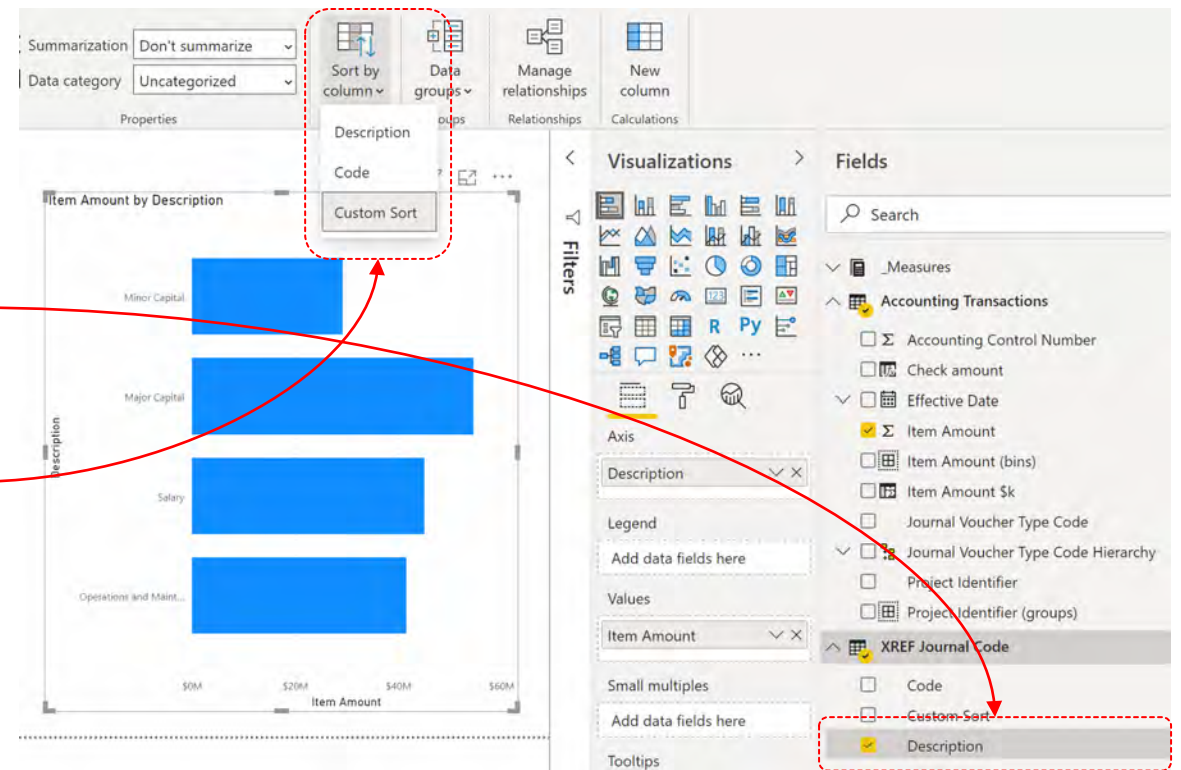 Summarization Don't summarize
Data category Uncategorized
Properties
Sort by column
Data groups
Manage relationships
Relationships
New column
Calculations
Description
Code
Custom Sort
Item Amount by Description
Minor Capital
Major Capital
Salary
Operations and Maint...
Description
$0M $20M $40M $60M
Item Amount
Filters
Visualizations
123
R Py
Axis
Description
Legend
Add data fields here
Values
Item Amount
Small multiples
Add data fields here
Tooltips
Fields
Search
_Measures
Accounting Transactions
Accounting Control Number
Check amount
Effective Date
Item Amount
Item Amount (bins)
Item Amount $k
Journal Voucher Type Code
Journal Voucher Type Code Hierarchy
Project Identifier
Project Identifier (groups)
XREF Journal Code
Code
Custom Sort
Description